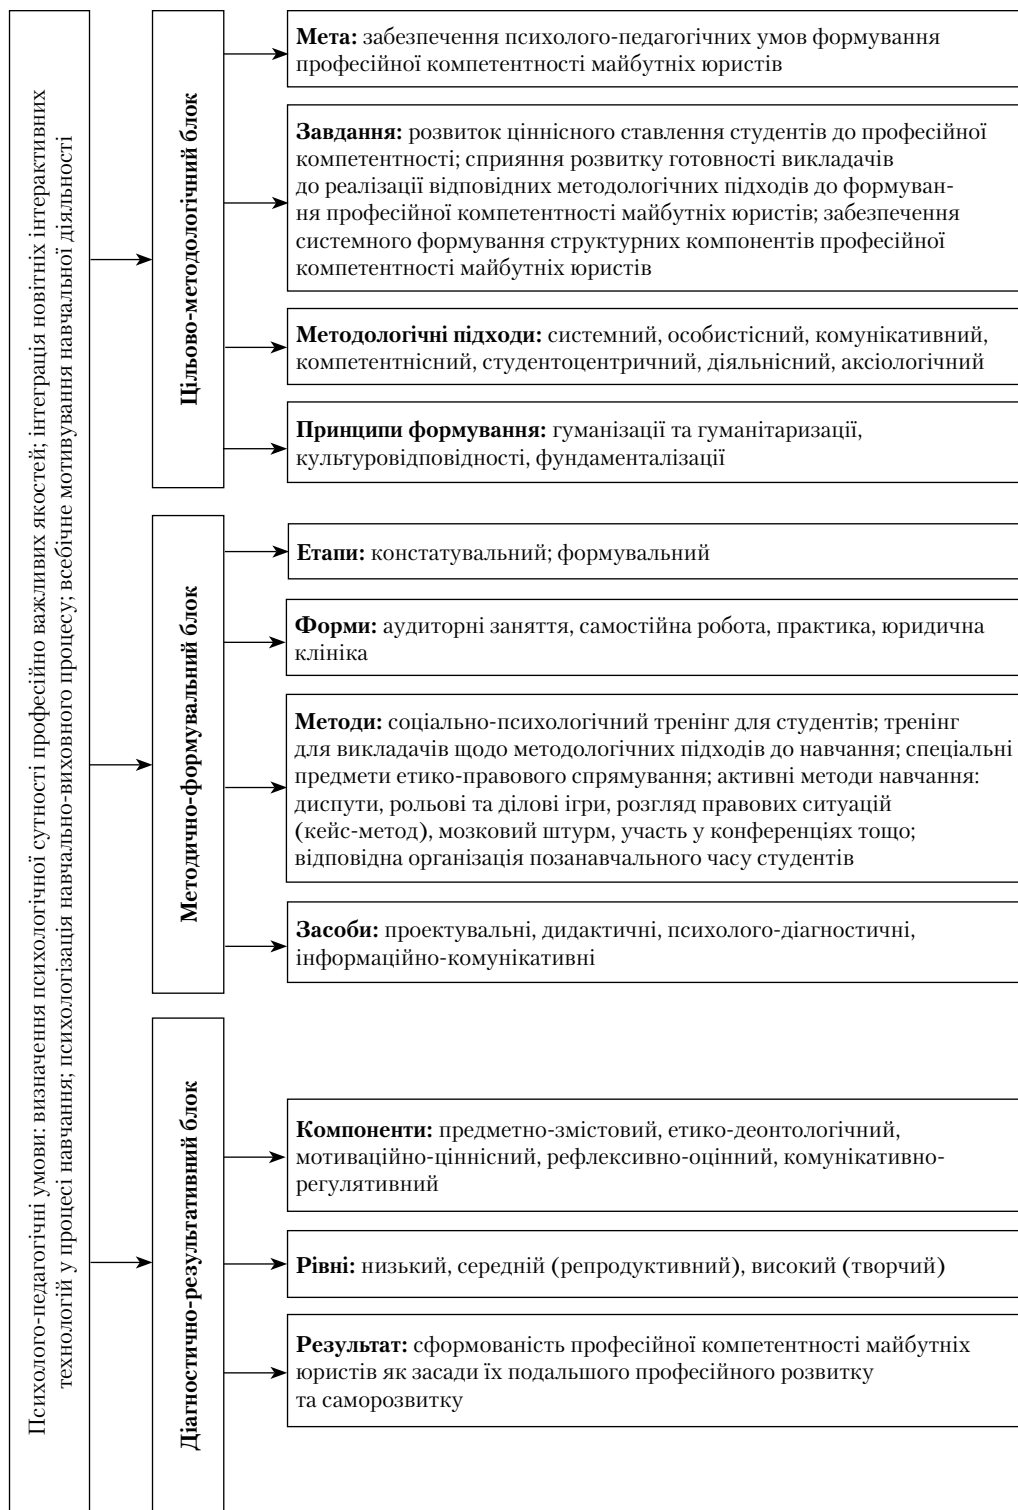 Психолого-педагогічні умови: визначення психологічної сутності професійно важливих якостей; інтеграція новітніх інтерактивних
технологій у процесі навчання; психологізація навчально-виховного процесу; всебічне мотивування навчальної діяльності
Цільово-методологічний блок
Мета: забезпечення психолого-педагогічних умов формування
професійної компетентності майбутніх юристів
Завдання: розвиток ціннісного ставлення студентів до професійної
компетентності; сприяння розвитку готовності викладачів
до реалізації відповідних методологічних підходів до формуван-
ня професійної компетентності майбутніх юристів; забезпечення
системного формування структурних компонентів професійної
компетентності майбутніх юристів
Методологічні підходи: системний, особистісний, комунікативний,
компетентнісний, студентоцентричний, діяльнісний, аксіологічний
Принципи формування: гуманізації та гуманітаризації,
культуровідповідності, фундаменталізації
Методично-формувальний блок
Етапи: констатувальний; формувальний
Форми: аудиторні заняття, самостійна робота, практика, юридична
клініка
Методи: соціально-психологічний тренінг для студентів; тренінг
для викладачів щодо методологічних підходів до навчання; спеціальні
предмети етико-правового спрямування; активні методи навчання:
диспути, рольові та ділові ігри, розгляд правових ситуацій
(кейс-метод), мозковий штурм, участь у конференціях тощо;
відповідна організація позанавчального часу студентів
Засоби: проектувальні, дидактичні, психолого-діагностичні,
інформаційно-комунікативні
Діагностично-результативний блок
Компоненти: предметно-змістовий, етико-деонтологічний,
мотиваційно-ціннісний, рефлексивно-оцінний, комунікативно-
регулятивний
Рівні: низький, середній (репродуктивний), високий (творчий)
Результат: сформованість професійної компетентності майбутніх
юристів як засади їх подальшого професійного розвитку
та саморозвитку